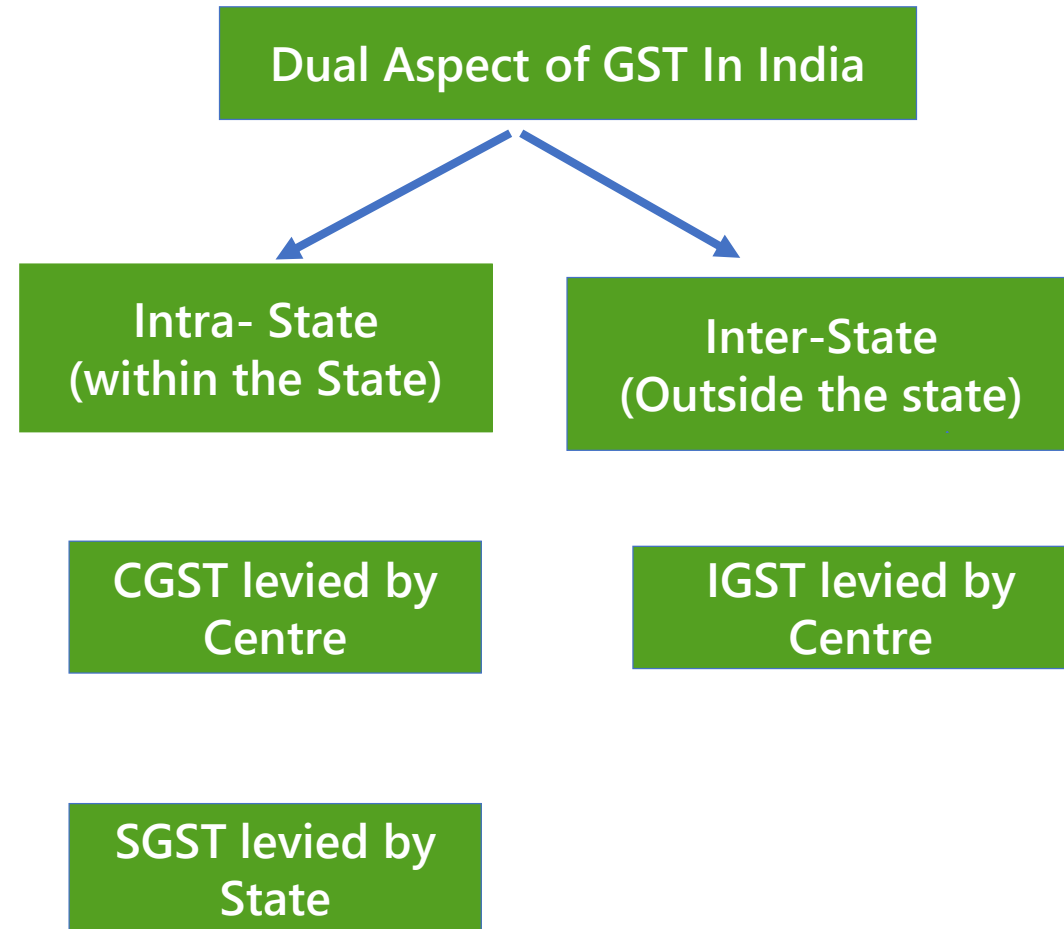 Dual Aspect of GST In India
Intra- State
(within the State)
Inter-State
(Outside the state)
CGST levied by
Centre
IGST levied by
Centre
SGST levied by
State